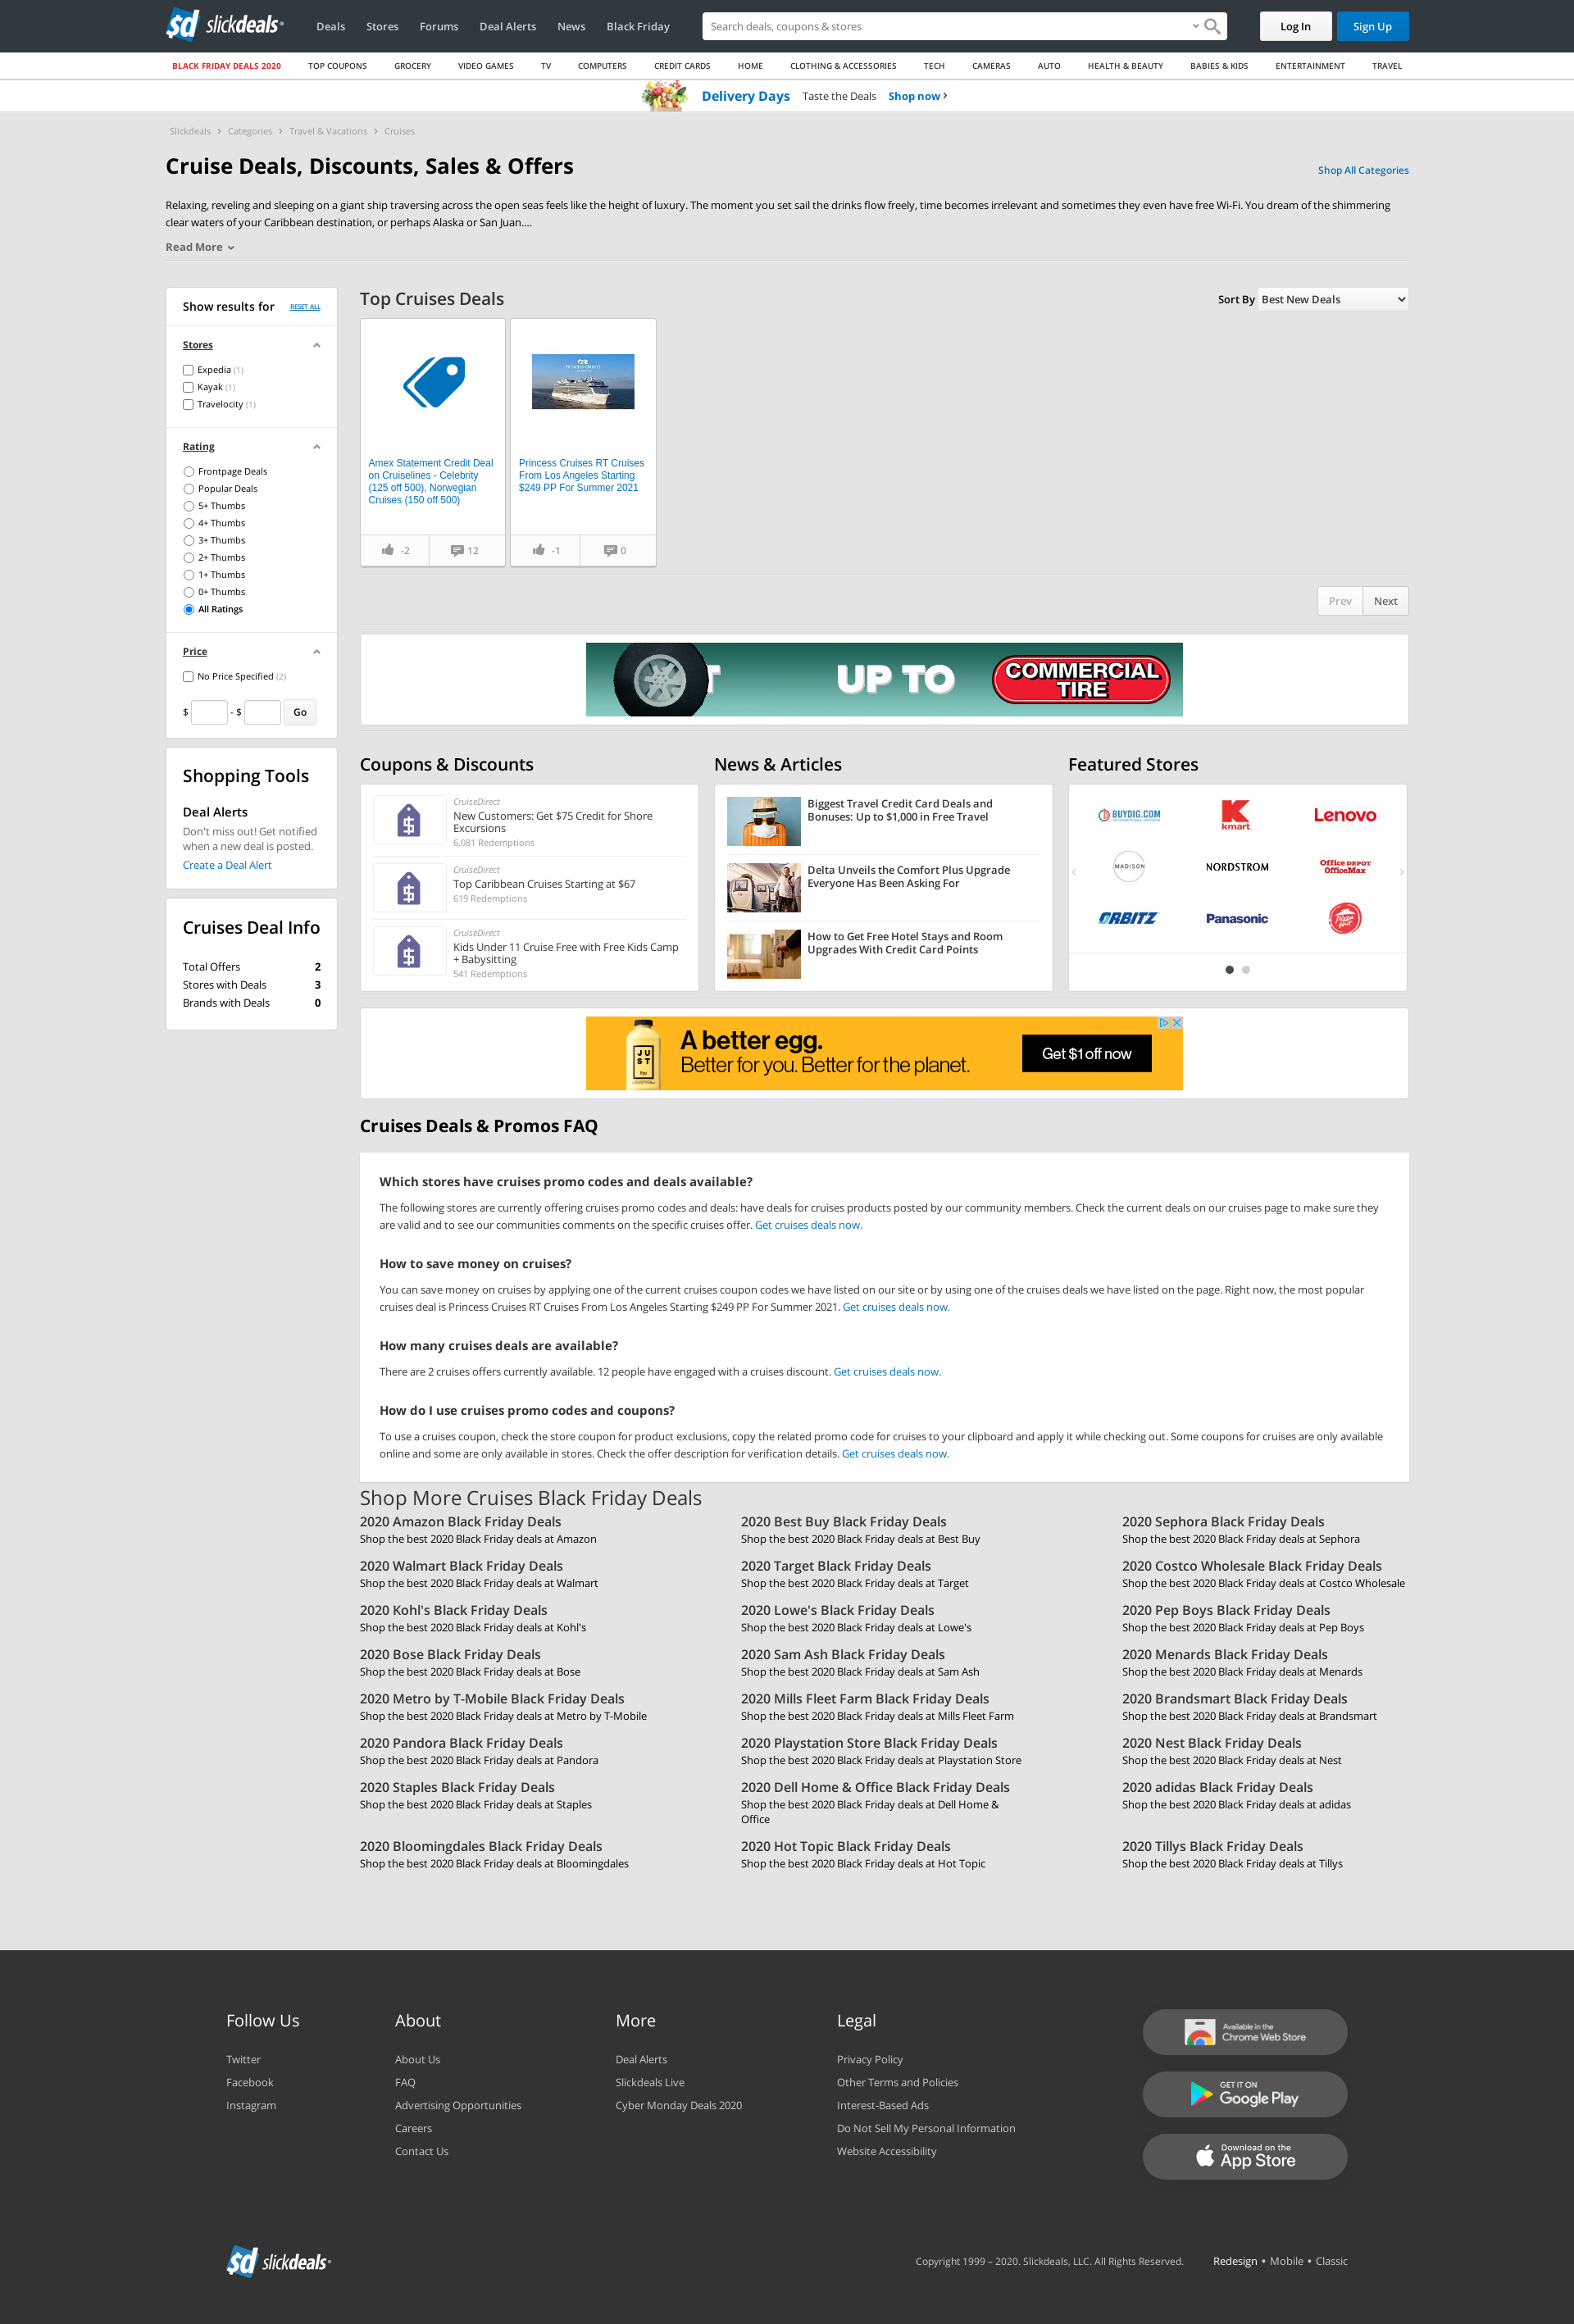 sd slickdeals
Deals Stores Forums Deal Alerts News Black Friday
Search deals, coupons & stores
Log In Sign Up
BLACK FRIDAY DEALS 2020 TOP COUPONS GROCERY VIDEO GAMES TV COMPUTERS CREDIT CARDS HOME CLOTHING & ACCESSORIES TECH CAMERAS AUTO HEALTH & BEAUTY BABIES & KIDS ENTERTAINMENT TRAVEL
Delivery Days Taste the Deals Shop now ›
Slickdeals › Categories › Travel & Vacations › Cruises
Cruise Deals, Discounts, Sales & Offers
Shop All Categories
Relaxing, reveling and sleeping on a giant ship traversing across the open seas feels like the height of luxury. The moment you set sail the drinks flow freely, time becomes irrelevant and sometimes they even have free Wi-Fi. You dream of the shimmering
clear waters of your Caribbean destination, or perhaps Alaska or San Juan....
Read More
Show results for RESET ALL
Stores
Expedia (1)
Kayak (1)
Travelocity (1)
Rating
Frontpage Deals
Popular Deals
5+ Thumbs
4+ Thumbs
3+ Thumbs
2+ Thumbs
1+ Thumbs
0+ Thumbs
All Ratings
Price
No Price Specified (2)
$ - $ Go
Shopping Tools
Deal Alerts
Don't miss out! Get notified
when a new deal is posted.
Create a Deal Alert
Cruises Deal Info
Total Offers 2
Stores with Deals 3
Brands with Deals 0
Top Cruises Deals
Sort By Best New Deals
Amex Statement Credit Deal
on Cruiselines - Celebrity
(125 off 500), Norwegian
Cruises (150 off 500)
-2 12
PRINCESS CRUISES
Princess Cruises RT Cruises
From Los Angeles Starting
$249 PP For Summer 2021
-1 0
Prev Next
T UP TO COMMERCIAL
TIRE
Coupons & Discounts
CruiseDirect
New Customers: Get $75 Credit for Shore
Excursions
6,081 Redemptions
CruiseDirect
Top Caribbean Cruises Starting at $67
619 Redemptions
CruiseDirect
Kids Under 11 Cruise Free with Free Kids Camp
+ Babysitting
541 Redemptions
News & Articles
Biggest Travel Credit Card Deals and
Bonuses: Up to $1,000 in Free Travel
Delta Unveils the Comfort Plus Upgrade
Everyone Has Been Asking For
How to Get Free Hotel Stays and Room
Upgrades With Credit Card Points
Featured Stores
BUYDIG.COM
kmart
Lenovo
MADISON
NORDSTROM
Office DEPOT
OfficeMax
ORBITZ
Panasonic
Pizza Hut
JUST
A better egg.
Better for you. Better for the planet.
Get $1 off now
Cruises Deals & Promos FAQ
Which stores have cruises promo codes and deals available?
The following stores are currently offering cruises promo codes and deals: have deals for cruises products posted by our community members. Check the current deals on our cruises page to make sure they
are valid and to see our communities comments on the specific cruises offer. Get cruises deals now.
How to save money on cruises?
You can save money on cruises by applying one of the current cruises coupon codes we have listed on our site or by using one of the cruises deals we have listed on the page. Right now, the most popular
cruises deal is Princess Cruises RT Cruises From Los Angeles Starting $249 PP For Summer 2021. Get cruises deals now.
How many cruises deals are available?
There are 2 cruises offers currently available. 12 people have engaged with a cruises discount. Get cruises deals now.
How do I use cruises promo codes and coupons?
To use a cruises coupon, check the store coupon for product exclusions, copy the related promo code for cruises to your clipboard and apply it while checking out. Some coupons for cruises are only available
online and some are only available in stores. Check the offer description for verification details. Get cruises deals now.
Shop More Cruises Black Friday Deals
2020 Amazon Black Friday Deals
Shop the best 2020 Black Friday deals at Amazon
2020 Best Buy Black Friday Deals
Shop the best 2020 Black Friday deals at Best Buy
2020 Sephora Black Friday Deals
Shop the best 2020 Black Friday deals at Sephora
2020 Walmart Black Friday Deals
Shop the best 2020 Black Friday deals at Walmart
2020 Target Black Friday Deals
Shop the best 2020 Black Friday deals at Target
2020 Costco Wholesale Black Friday Deals
Shop the best 2020 Black Friday deals at Costco Wholesale
2020 Kohl's Black Friday Deals
Shop the best 2020 Black Friday deals at Kohl's
2020 Lowe's Black Friday Deals
Shop the best 2020 Black Friday deals at Lowe's
2020 Pep Boys Black Friday Deals
Shop the best 2020 Black Friday deals at Pep Boys
2020 Bose Black Friday Deals
Shop the best 2020 Black Friday deals at Bose
2020 Sam Ash Black Friday Deals
Shop the best 2020 Black Friday deals at Sam Ash
2020 Menards Black Friday Deals
Shop the best 2020 Black Friday deals at Menards
2020 Metro by T-Mobile Black Friday Deals
Shop the best 2020 Black Friday deals at Metro by T-Mobile
2020 Mills Fleet Farm Black Friday Deals
Shop the best 2020 Black Friday deals at Mills Fleet Farm
2020 Brandsmart Black Friday Deals
Shop the best 2020 Black Friday deals at Brandsmart
2020 Pandora Black Friday Deals
Shop the best 2020 Black Friday deals at Pandora
2020 Playstation Store Black Friday Deals
Shop the best 2020 Black Friday deals at Playstation Store
2020 Nest Black Friday Deals
Shop the best 2020 Black Friday deals at Nest
2020 Staples Black Friday Deals
Shop the best 2020 Black Friday deals at Staples
2020 Dell Home & Office Black Friday Deals
Shop the best 2020 Black Friday deals at Dell Home &
Office
2020 adidas Black Friday Deals
Shop the best 2020 Black Friday deals at adidas
2020 Bloomingdales Black Friday Deals
Shop the best 2020 Black Friday deals at Bloomingdales
2020 Hot Topic Black Friday Deals
Shop the best 2020 Black Friday deals at Hot Topic
2020 Tillys Black Friday Deals
Shop the best 2020 Black Friday deals at Tillys
Follow Us
Twitter
Facebook
Instagram
About
About Us
FAQ
Advertising Opportunities
Careers
Contact Us
More
Deal Alerts
Slickdeals Live
Cyber Monday Deals 2020
Legal
Privacy Policy
Other Terms and Policies
Interest-Based Ads
Do Not Sell My Personal Information
Website Accessibility
Available in the
Chrome Web Store
GET IT ON
Google Play
Download on the
App Store
sd slickdeals
Copyright 1999 – 2020. Slickdeals, LLC. All Rights Reserved. Redesign • Mobile • Classic